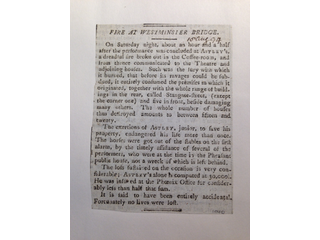 FIRE AT WESTMINSTER BRIDGE.
On Saturday night, about an hour and a half
after the performance was concluded at ASTLEY's,
a dreadful fire broke out in the Coffee-room, and
from thence communicated to the Theatre and
adjoining houses. Such was the fury with which
it burned, that before its ravages could be sub-
dued, it entirely consumed the premises in which it
originated, together with the whole range of build-
ings in the rear, called Stangate-street, (except
the corner one) and five in front, besides damaging
many others. The whole number of houses
thus destroyed amounts to between fifteen and
twenty.
The exertions of ASTLEY, junior, to save his
property, endangered his life more than once.
The horses were got out of the stables on the first
alarm, by the timely assistance of several of the
performers, who were at the time in the
public house, not a wreck of which is left behind.
The loss sustained on the occasion is very con-
siderable; ASTLEY's alone is computed at
He was insured at the Phoenix Office for consider-
ably less than half that sum.
It is said to have been entirely accidental.
Fortunately no lives were lost.